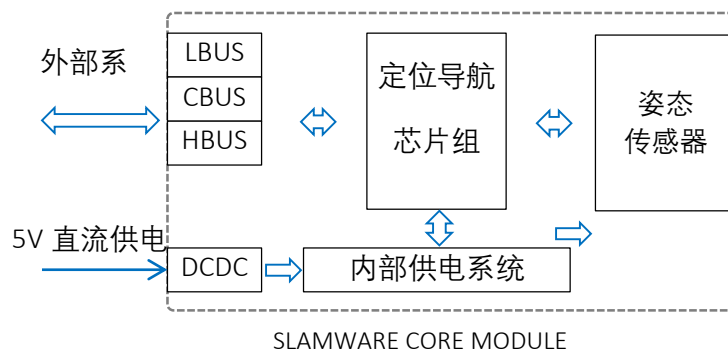 外部系
LBUS
CBUS
HBUS
定位导航
芯片组
姿态
传感器
5V 直流供电
DCDC
内部供电系统
SLAMWARE CORE MODULE